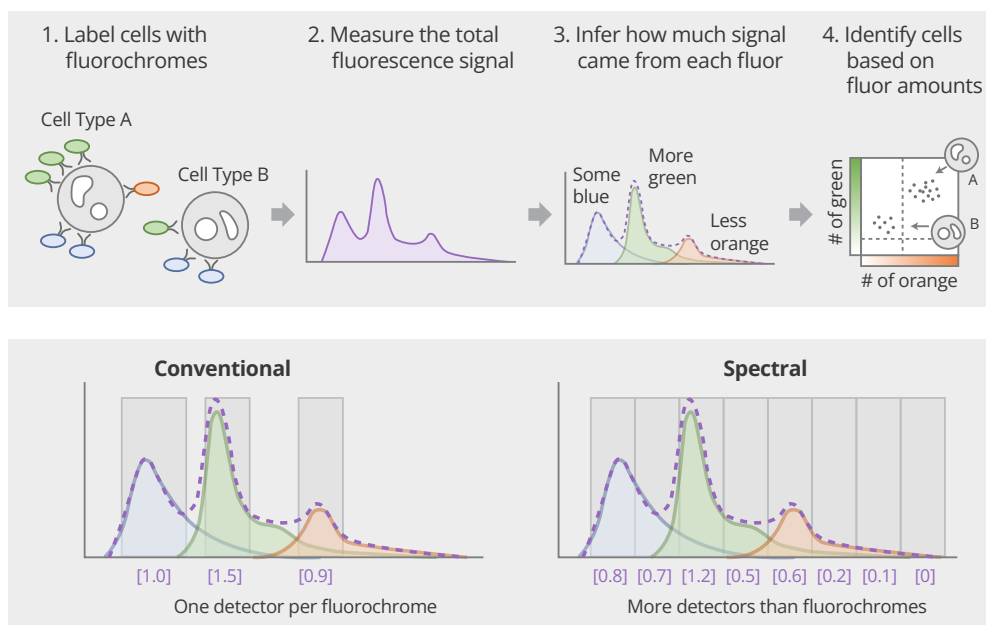 1. Label cells with
fluorochromes
2. Measure the total
fluorescence signal
3. Infer how much signal
came from each fluor
4. Identify cells
based on
fluor amounts
Cell Type A
Cell Type B
Some
blue
More
green
Less
orange
# of green
A
B
# of orange
Conventional
[1.0]
[1.5]
[0.9]
One detector per fluorochrome
Spectral
[0.8] [0.7] [1.2] [0.5] [0.6] [0.2] [0.1] [0]
More detectors than fluorochromes